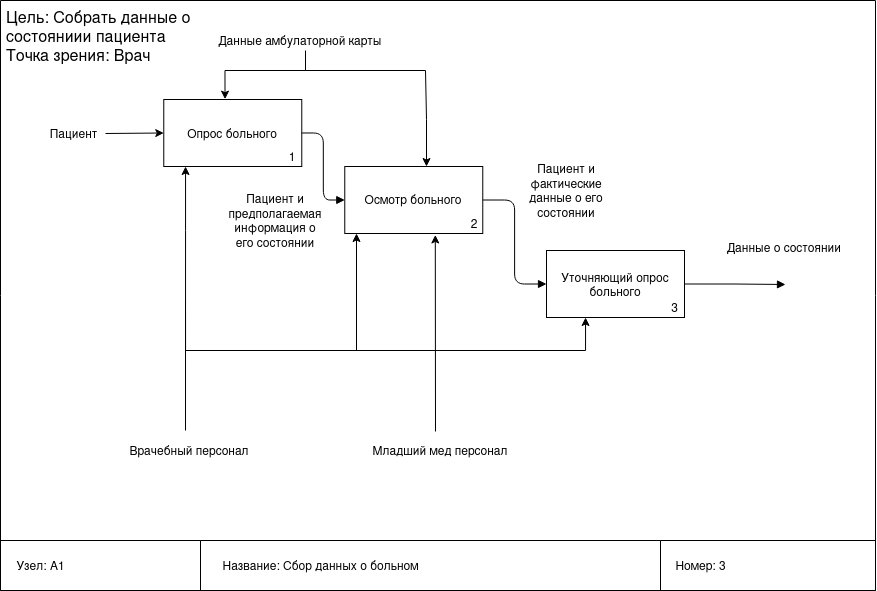 Цель: Собрать данные о
состояниии пациента
Точка зрения: Врач
Данные амбулаторной карты
Пациент
Опрос больного
1
Пациент и
предполагаемая
информация о
его состоянии
Осмотр больного
2
Пациент и
фактические
данные о его
состоянии
Уточняющий опрос
больного
3
Данные о состоянии
Врачебный персонал
Младший мед персонал
Узел: А1
Название: Сбор данных о больном
Номер: 3